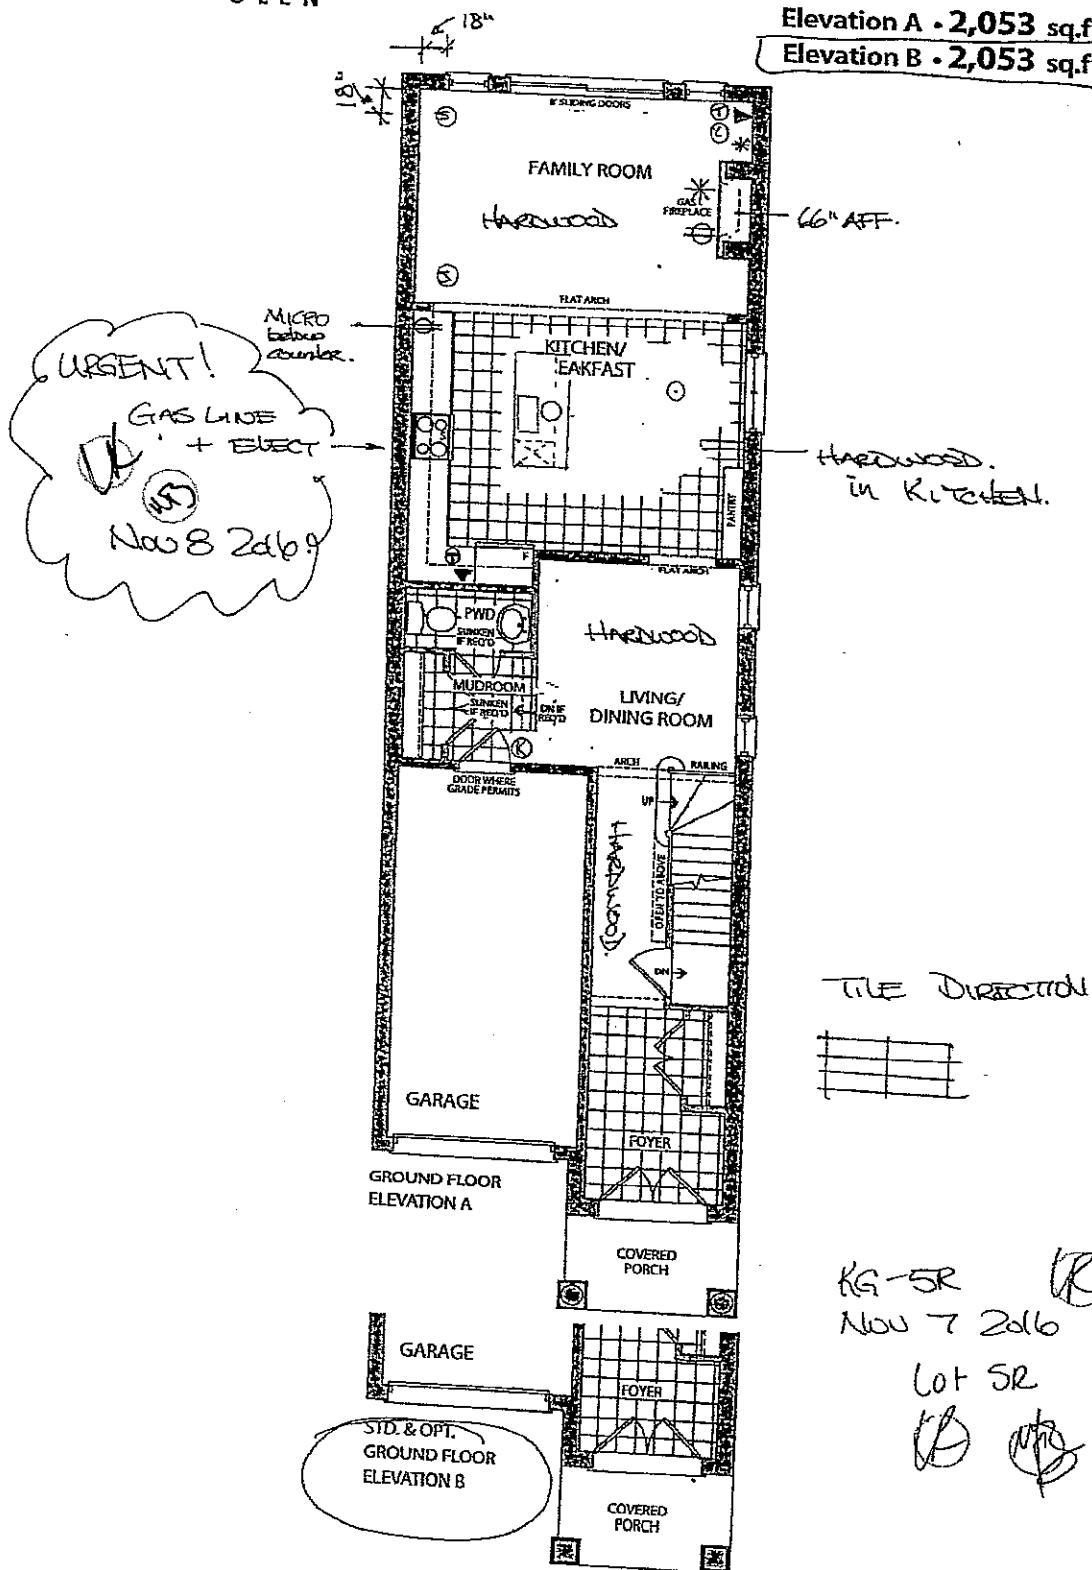 Elevation A • 2,053 sq.f
Elevation B • 2,053 sq.f
18"
18"
8' SLIDING DOORS
S
FAMILY ROOM
HARDWOOD
GAS
FIREPLACE
66" AFF.
S
FLAT ARCH
MICRO
below
counter.
KITCHEN/
EAKFAST
URGENT!
GAS LINE
+ ELECT
Nov 8 2016
HARDWOOD.
in KITCHEN.
PANTRY
F
FLAT ARCH
PWD
SUNKEN
IF REQ'D
HARDWOOD
MUDROOM
SUNKEN
IF REQ'D
DN IF
REQ'D
LIVING/
DINING ROOM
K
DOOR WHERE
GRADE PERMITS
ARCH
RAILING
UP
HARDWOOD.
OPEN TO ABOVE
DN
TILE DIRECTION
GARAGE
FOYER
GROUND FLOOR
ELEVATION A
COVERED
PORCH
KG-5R
Nov 7 2016
Lot 5R
GARAGE
FOYER
STD. & OPT.
GROUND FLOOR
ELEVATION B
COVERED
PORCH